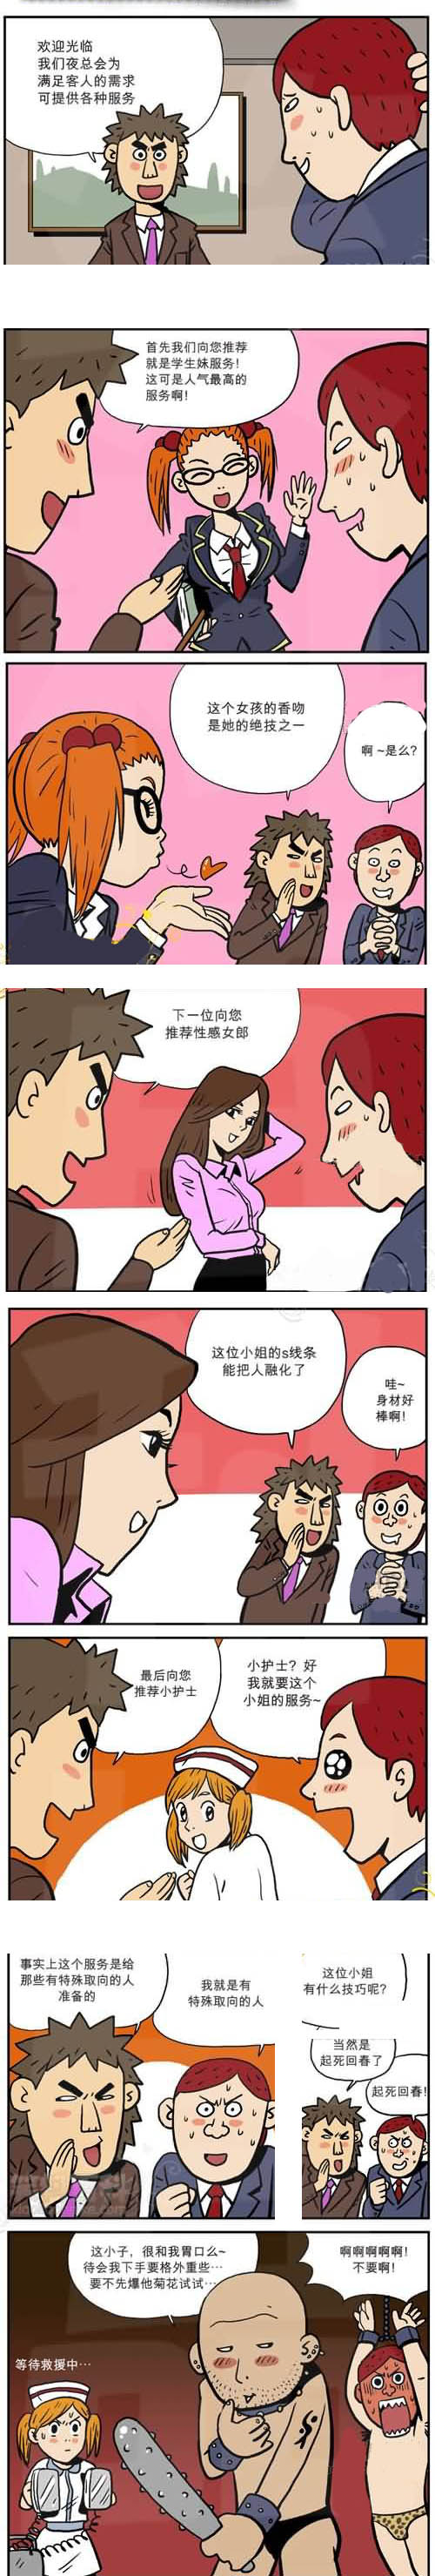 欢迎光临
我们夜总会为
满足客人的需求
可提供各种服务
首先我们向您推荐
就是学生妹服务!
这可是人气最高的
服务啊!
这个女孩的香吻
是她的绝技之一
啊~是么?
下一位向您
推荐性感女郎
这位小姐的s线条
能把人融化了
哇~
身材好
棒啊!
最后向您
推荐小护士
小护士?好
我就要这个
小姐的服务~
事实上这个服务是给
那些有特殊取向的人
准备的
我就是有
特殊取向的人
这位小姐
有什么技巧呢?
当然是
起死回春了
起死回春!
这小子，很和我胃口么~
待会我下手要格外重些…
要不先爆他菊花试试…
啊啊啊啊啊!
不要啊!
等待救援中…